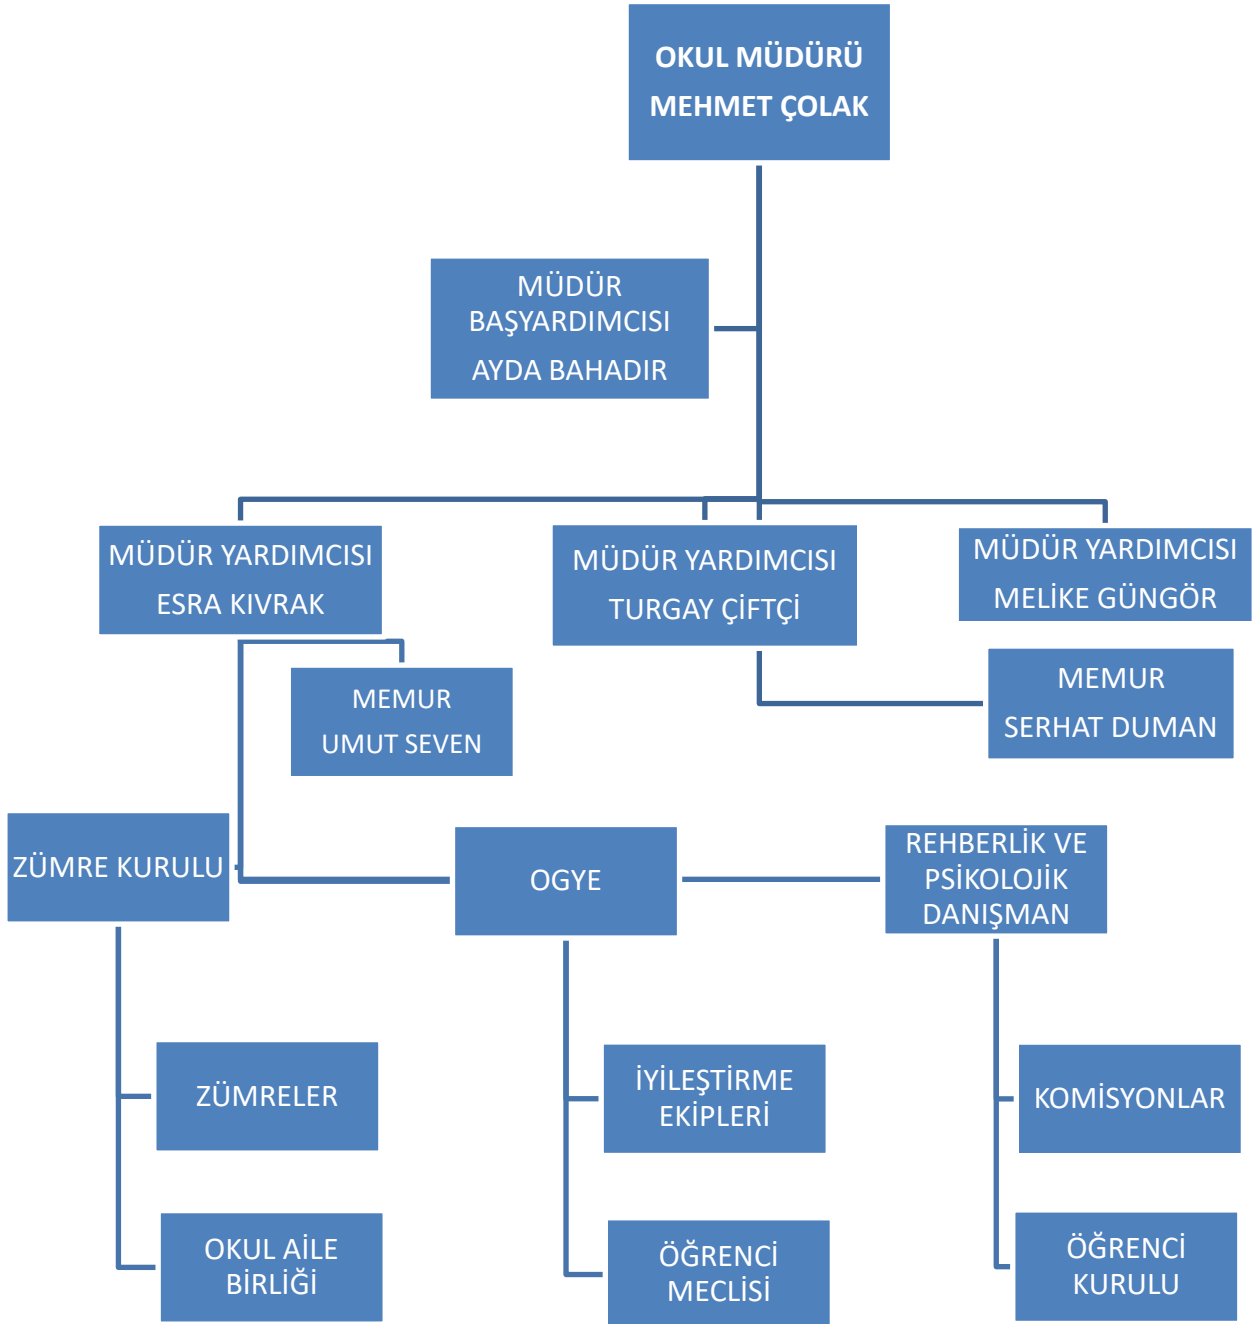 OKUL MÜDÜRÜ
MEHMET ÇOLAK
MÜDÜR
BAŞYARDIMCISI
AYDA BAHADIR
MÜDÜR YARDIMCISI
ESRA KIVRAK
MÜDÜR YARDIMCISI
TURGAY ÇİFTÇİ
MÜDÜR YARDIMCISI
MELİKE GÜNGÖR
MEMUR
UMUT SEVEN
MEMUR
SERHAT DUMAN
ZÜMRE KURULU
OGYE
REHBERLİK VE
PSİKOLOJİK
DANIŞMAN
ZÜMRELER
İYİLEŞTİRME
EKİPLERİ
KOMİSYONLAR
OKUL AİLE
BİRLİĞİ
ÖĞRENCİ
MECLİSİ
ÖĞRENCİ
KURULU